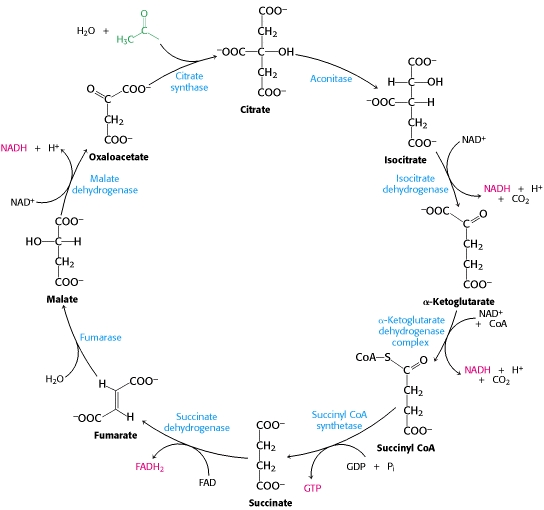 H₂O +
O
H₃C
Citrate
synthase
COO⁻
CH₂
⁻OOC—C—OH
CH₂
COO⁻
Citrate
Aconitase
COO⁻
H—C—OH
⁻OOC—C—H
CH₂
COO⁻
Isocitrate
NAD⁺
Isocitrate
dehydrogenase
NADH + H⁺
+ CO₂
⁻OOC
C
O
CH₂
CH₂
COO⁻
α-Ketoglutarate
NAD⁺
+ CoA
α-Ketoglutarate
dehydrogenase
complex
NADH + H⁺
+ CO₂
CoA—S
C
O
CH₂
CH₂
COO⁻
Succinyl CoA
Succinyl CoA
synthetase
GDP + Pᵢ
GTP
COO⁻
CH₂
CH₂
COO⁻
Succinate
Succinate
dehydrogenase
FAD
FADH₂
H
COO⁻
⁻OOC
H
Fumarate
Fumarase
H₂O
COO⁻
HO—C—H
CH₂
COO⁻
Malate
Malate
dehydrogenase
NAD⁺
NADH + H⁺
O
C
COO⁻
CH₂
COO⁻
Oxaloacetate